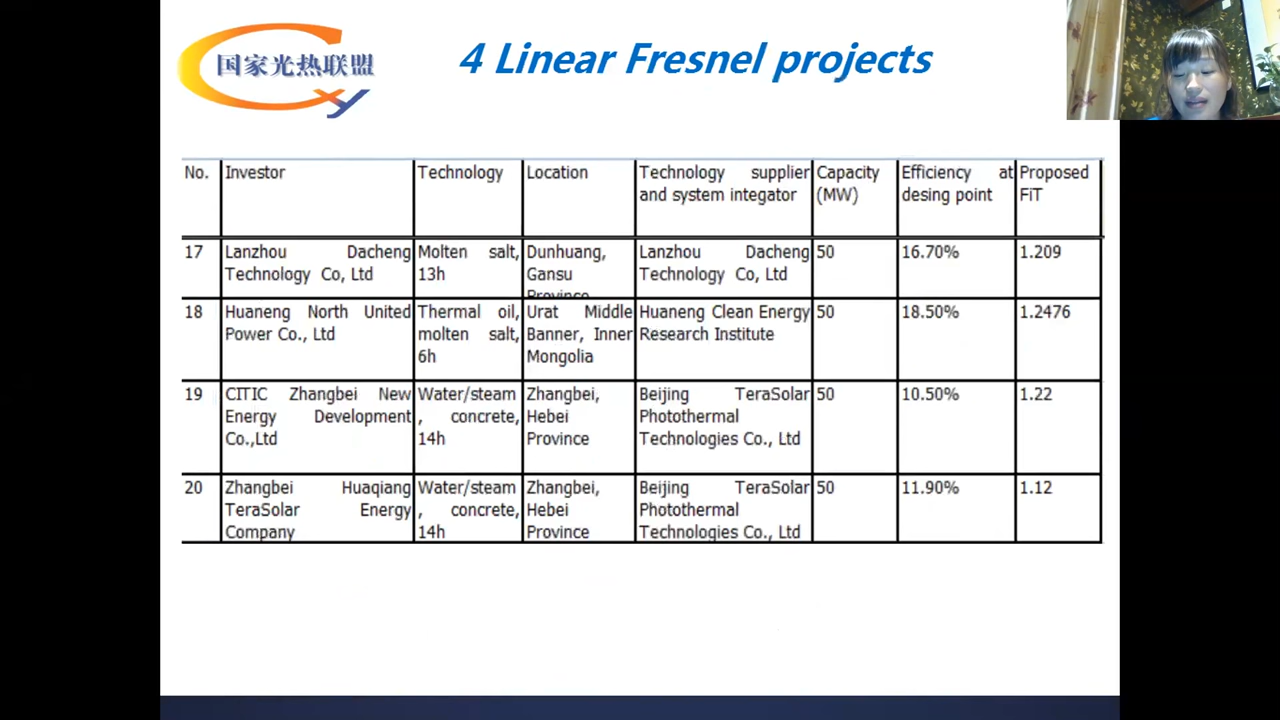 国家光热联盟
4 Linear Fresnel projects
No. Investor Technology Location Technology supplier and system integator Capacity (MW) Efficiency at desing point Proposed FiT
17 Lanzhou Dacheng Technology Co, Ltd Molten salt, 13h Dunhuang, Gansu Province Lanzhou Dacheng Technology Co, Ltd 50 16.70% 1.209
18 Huaneng North United Power Co., Ltd Thermal oil, molten salt, 6h Urat Middle Banner, Inner Mongolia Huaneng Clean Energy Research Institute 50 18.50% 1.2476
19 CITIC Zhangbei New Energy Development Co.,Ltd Water/steam , concrete, 14h Zhangbei, Hebei Province Beijing TeraSolar Photothermal Technologies Co., Ltd 50 10.50% 1.22
20 Zhangbei Huaqiang TeraSolar Energy Company Water/steam , concrete, 14h Zhangbei, Hebei Province Beijing TeraSolar Photothermal Technologies Co., Ltd 50 11.90% 1.12